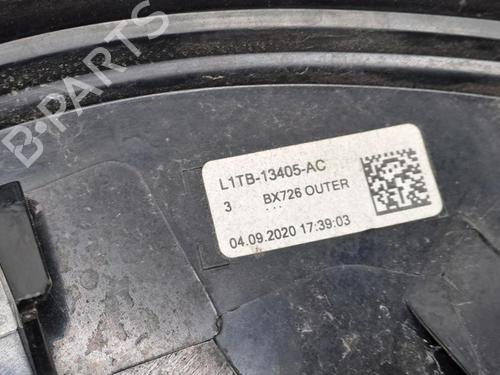 B-PARTS
L1TB-13405-AC
3 BX726 OUTER
04.09.2020 17:39:03